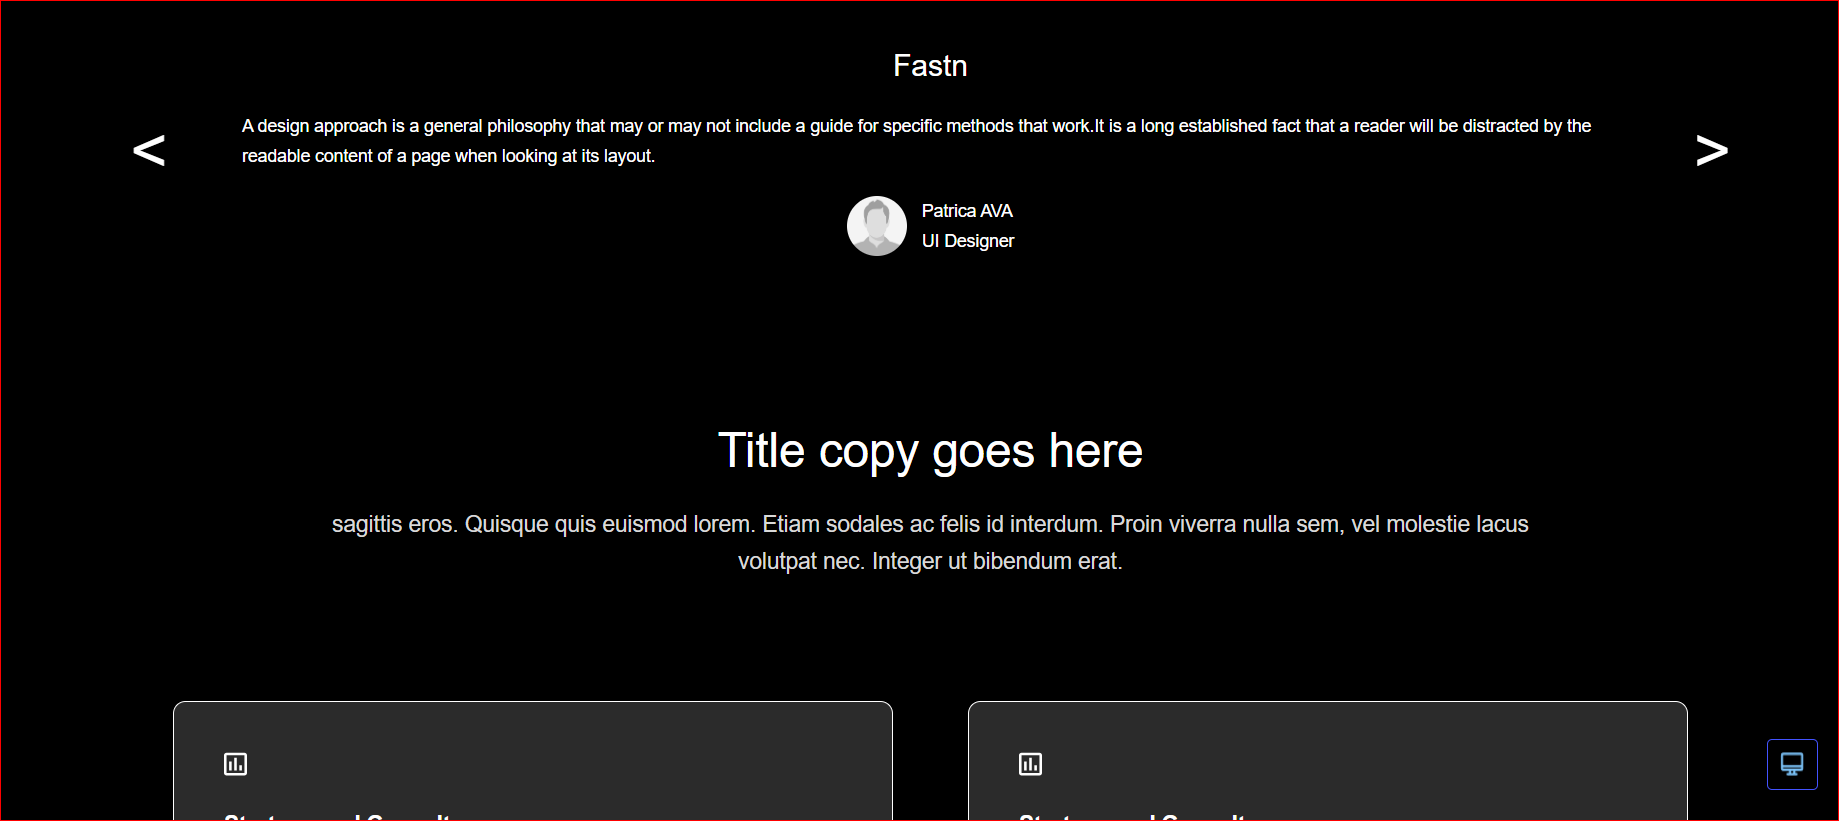 Fastn
A design approach is a general philosophy that may or may not include a guide for specific methods that work.It is a long established fact that a reader will be distracted by the
readable content of a page when looking at its layout.
<
>
Patrica AVA
UI Designer
Title copy goes here
sagittis eros. Quisque quis euismod lorem. Etiam sodales ac felis id interdum. Proin viverra nulla sem, vel molestie lacus
volutpat nec. Integer ut bibendum erat.